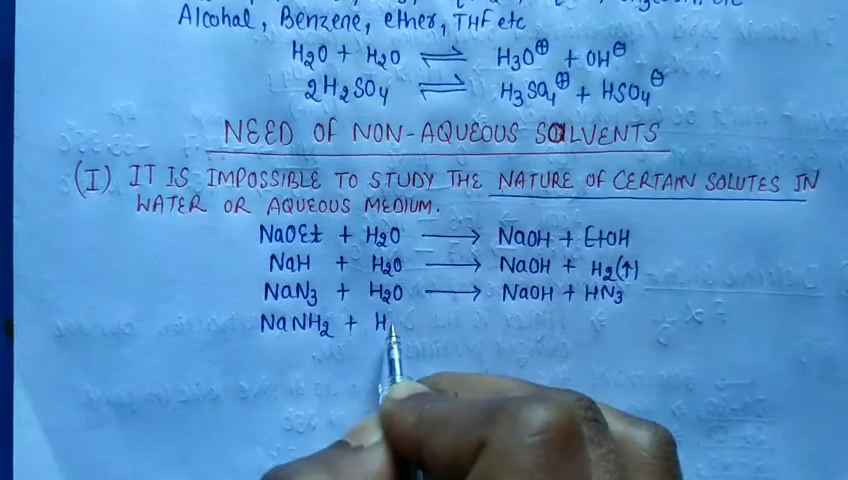 Alcohal, Benzene, ether, THF etc
H₂O + H₂O ⇌ H₃O⊕ + OH⊖
2H₂SO₄ ⇌ H₃SO₄⊕ + HSO₄⊖
NEED OF NON-AQUEOUS SOLVENTS
(I) IT IS IMPOSSIBLE TO STUDY THE NATURE OF CERTAIN SOLUTES IN
WATER OR AQUEOUS MEDIUM.
NaOEt + H₂O ⟶ NaOH + EtOH
NaH + H₂O ⟶ NaOH + H₂(↑)
NaN₃ + H₂O ⟶ NaOH + HN₃
NaNH₂ + H